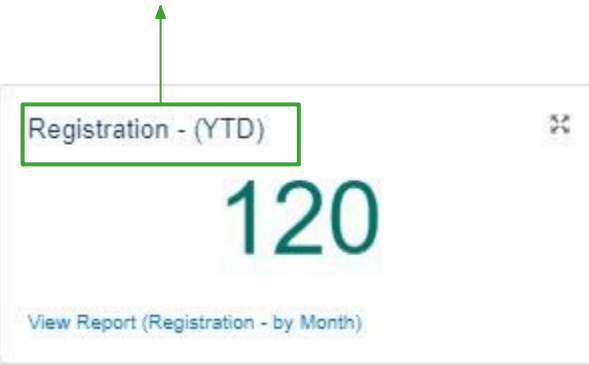 Registration - (YTD)
120
View Report (Registration - by Month)